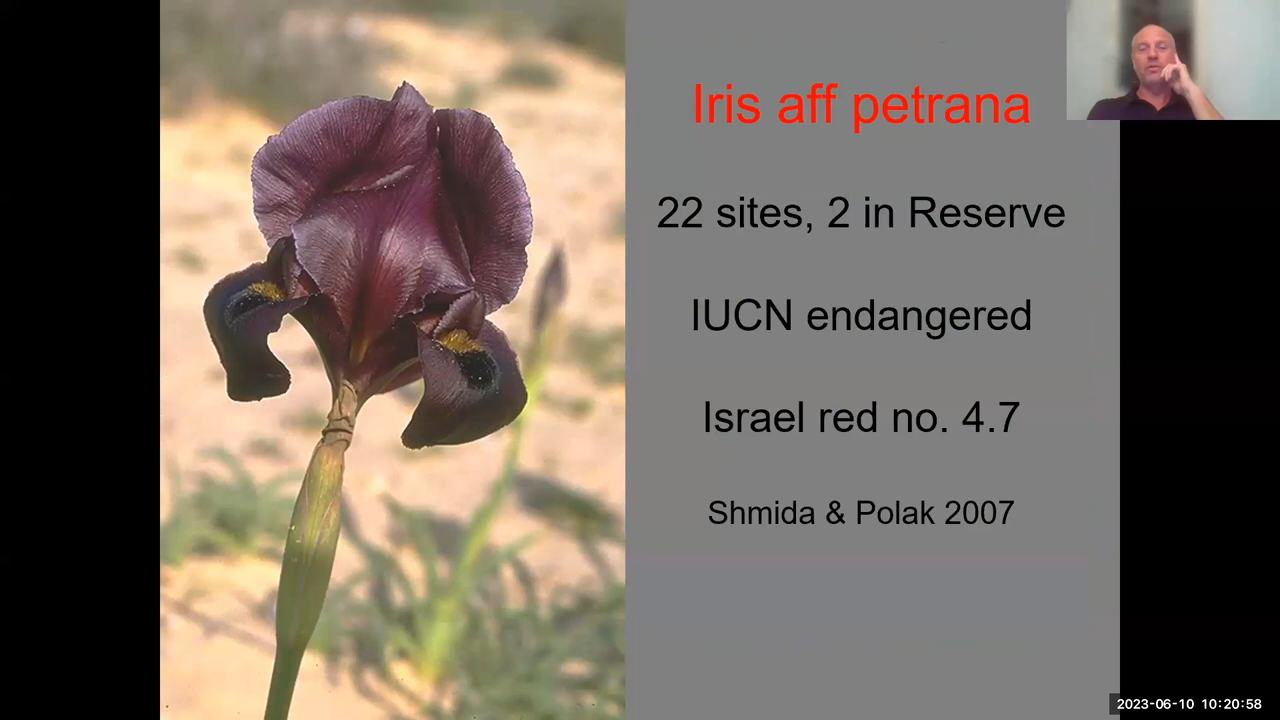 Iris aff petrana
22 sites, 2 in Reserve
IUCN endangered
Israel red no. 4.7
Shmida & Polak 2007
2023-06-10 10:20:58